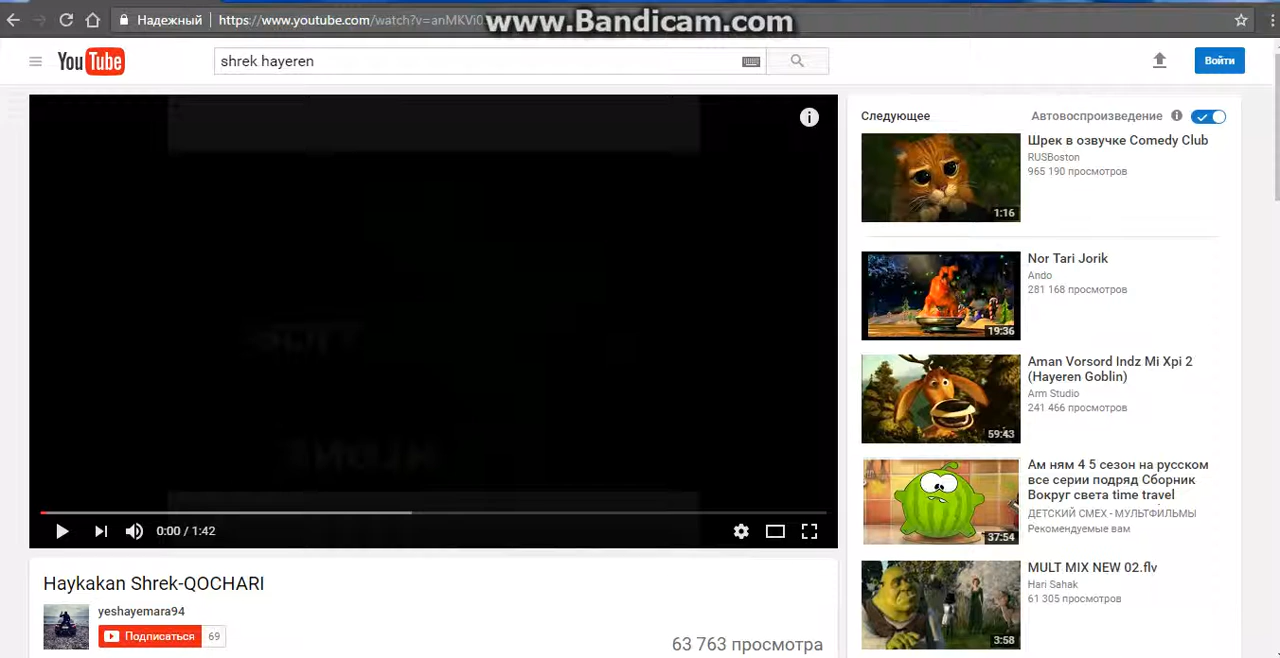 Надежный
https://www.youtube.com/watch?v=anMKVi0
www.Bandicam.com
YouTube
shrek hayeren
Войти
0:00 / 1:42
Haykakan Shrek-QOCHARI
yeshayemara94
Подписаться
69
63 763 просмотра
Следующее
Автовоспроизведение
Шрек в озвучке Comedy Club
RUSBoston
965 190 просмотров
1:16
Nor Tari Jorik
Ando
281 168 просмотров
19:36
Aman Vorsord Indz Mi Xpi 2
(Hayeren Goblin)
Arm Studio
241 466 просмотров
59:43
Ам ням 4 5 сезон на русском
все серии подряд Сборник
Вокруг света time travel
ДЕТСКИЙ СМЕХ - МУЛЬТФИЛЬМЫ
Рекомендуемые вам
37:54
MULT MIX NEW 02.flv
Hari Sahak
61 305 просмотров
3:58